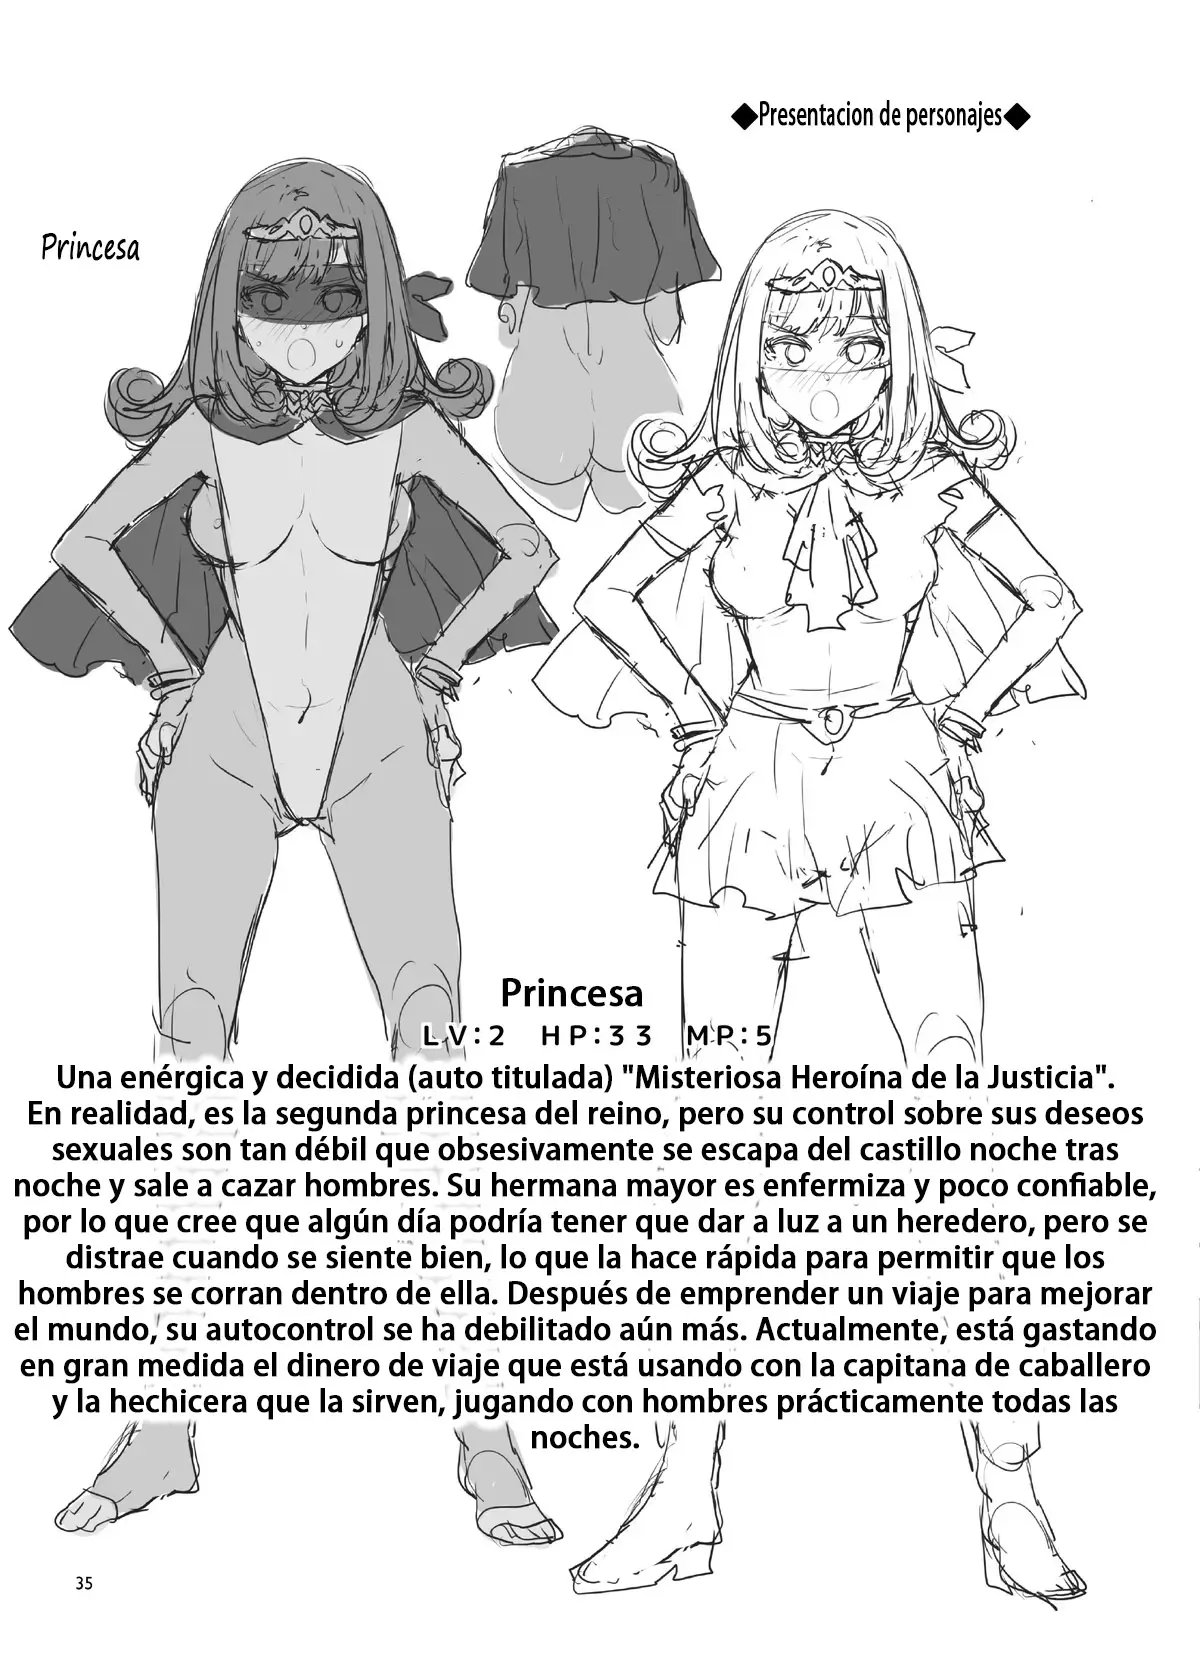 ◆Presentacion de personajes◆
Princesa
Princesa
LV:2 HP:33 MP:5
Una enérgica y decidida (auto titulada) "Misteriosa Heroína de la Justicia".
En realidad, es la segunda princesa del reino, pero su control sobre sus deseos
sexuales son tan débil que obsesivamente se escapa del castillo noche tras
noche y sale a cazar hombres. Su hermana mayor es enfermiza y poco confiable,
por lo que cree que algún día podría tener que dar a luz a un heredero, pero se
distrae cuando se siente bien, lo que la hace rápida para permitir que los
hombres se corran dentro de ella. Después de emprender un viaje para mejorar
el mundo, su autocontrol se ha debilitado aún más. Actualmente, está gastando
en gran medida el dinero de viaje que está usando con la capitana de caballero
y la hechicera que la sirven, jugando con hombres prácticamente todas las
noches.
35